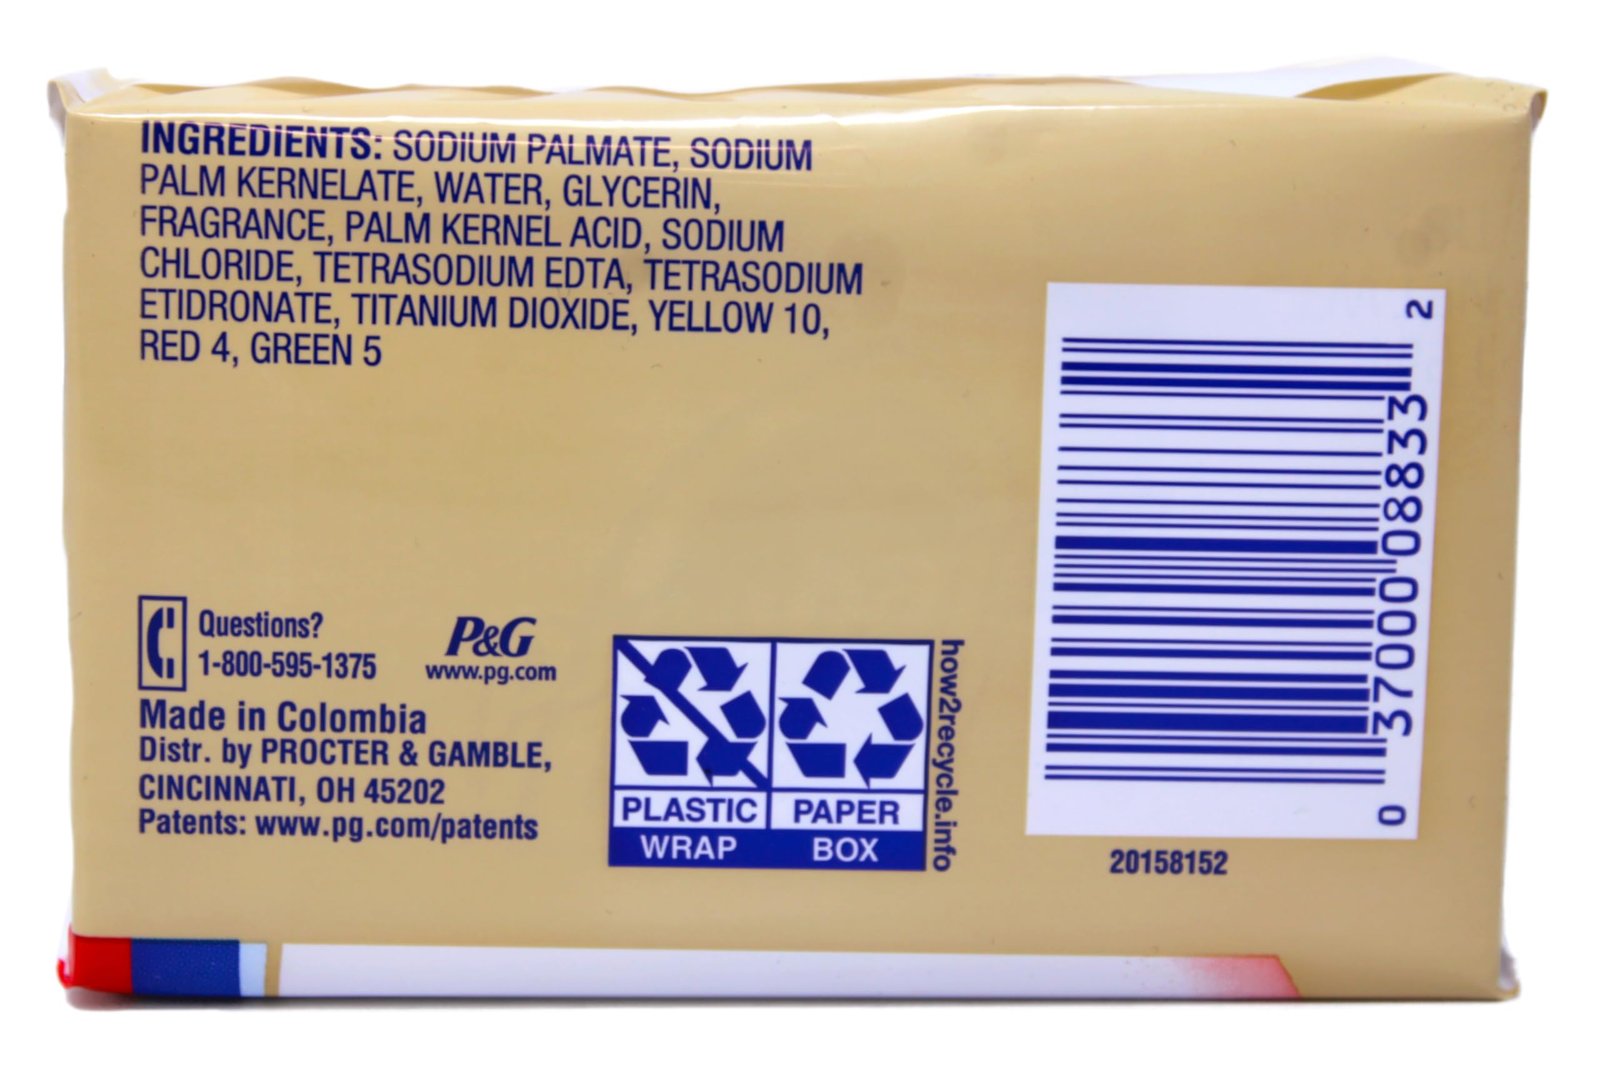 INGREDIENTS: SODIUM PALMATE, SODIUM
PALM KERNELATE, WATER, GLYCERIN,
FRAGRANCE, PALM KERNEL ACID, SODIUM
CHLORIDE, TETRASODIUM EDTA, TETRASODIUM
ETIDRONATE, TITANIUM DIOXIDE, YELLOW 10,
RED 4, GREEN 5
Questions?
1-800-595-1375
P&G
www.pg.com
Made in Colombia
Distr. by PROCTER & GAMBLE,
CINCINNATI, OH 45202
Patents: www.pg.com/patents
PLASTIC
WRAP
PAPER
BOX
how2recycle.info
0 37000 08833 2
20158152